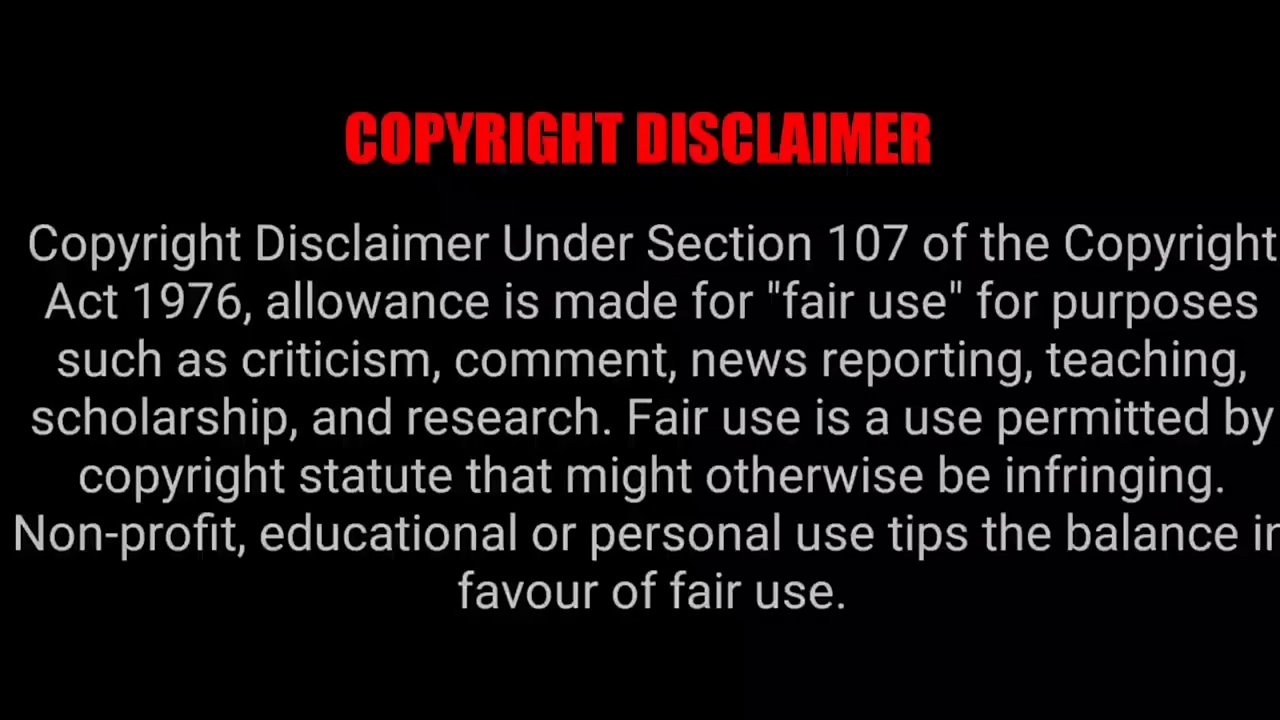 COPYRIGHT DISCLAIMER
Copyright Disclaimer Under Section 107 of the Copyright
Act 1976, allowance is made for "fair use" for purposes
such as criticism, comment, news reporting, teaching,
scholarship, and research. Fair use is a use permitted by
copyright statute that might otherwise be infringing.
Non-profit, educational or personal use tips the balance in
favour of fair use.